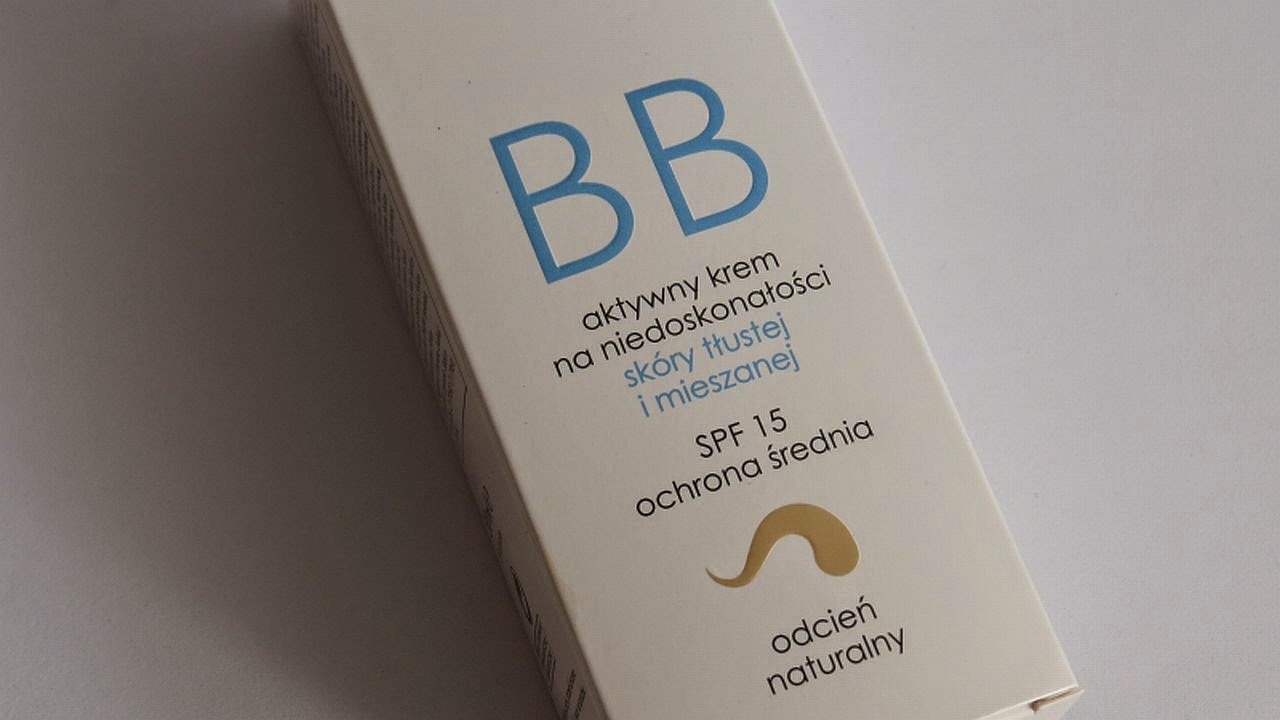 BB
aktywny krem
na niedoskonałości
skóry tłustej
i mieszanej
SPF 15
ochrona średnia
odcień
naturalny